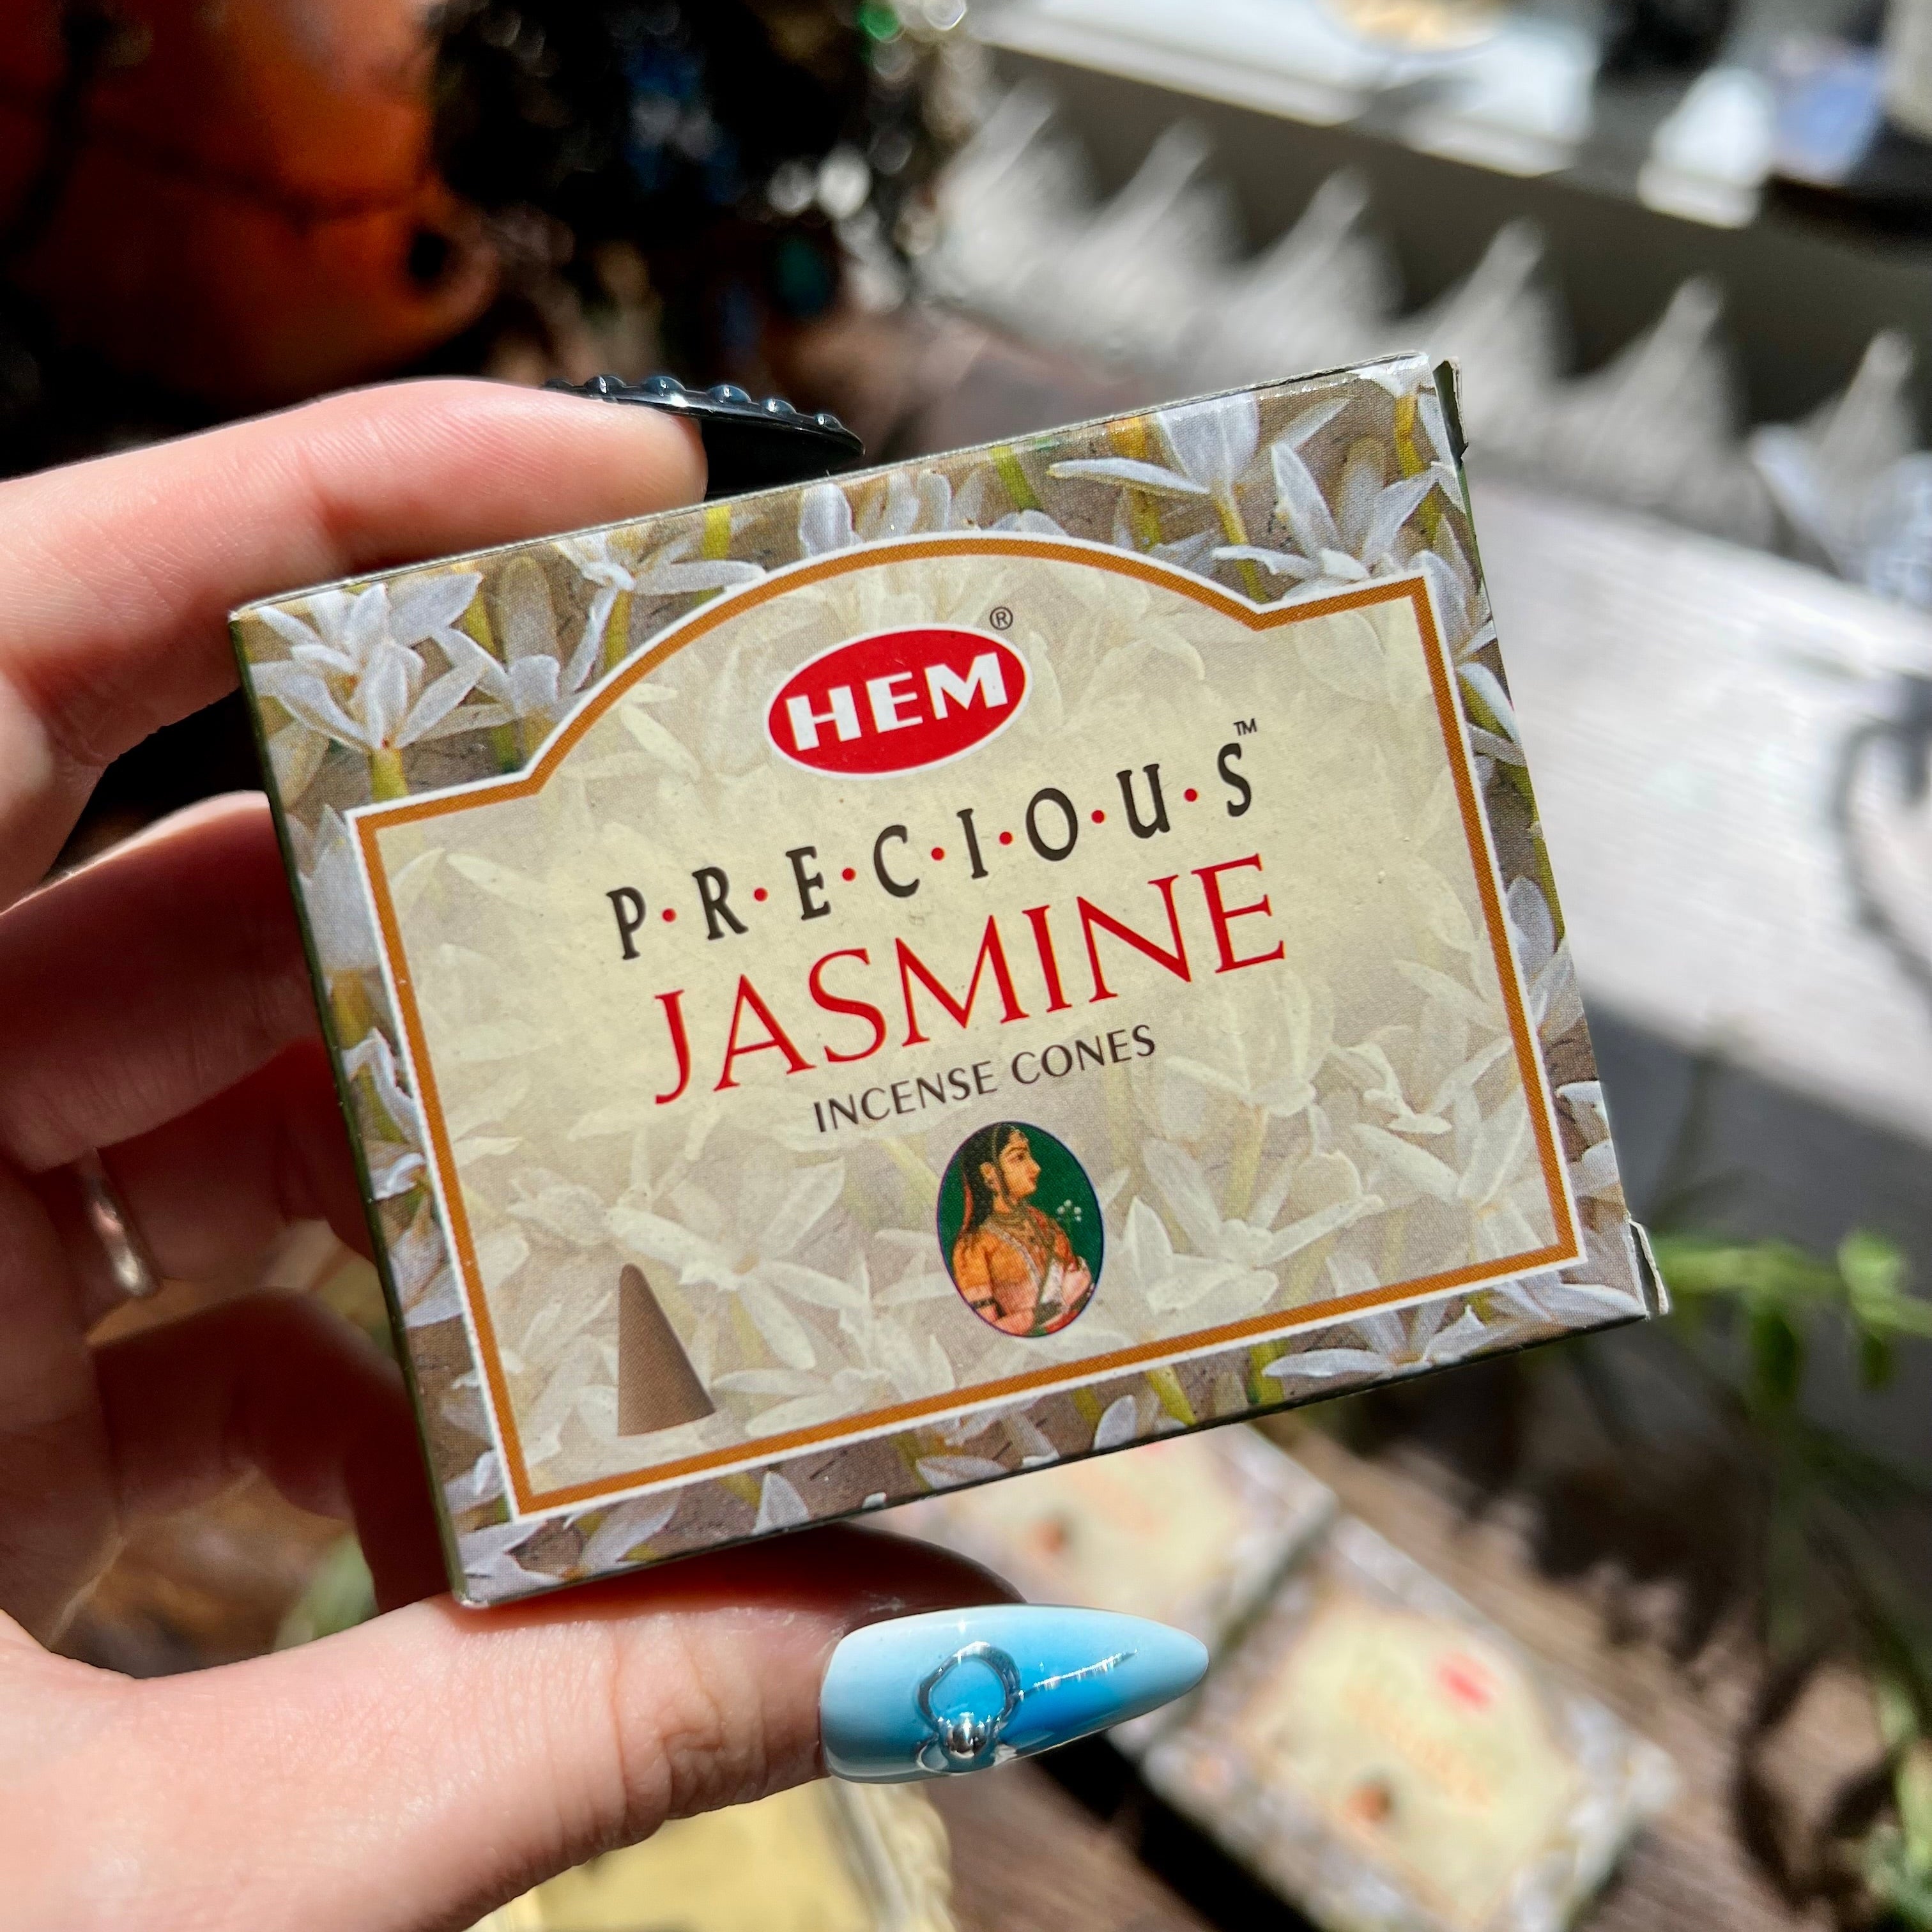 HEM®
P·R·E·C·I·O·U·S™
JASMINE
INCENSE CONES